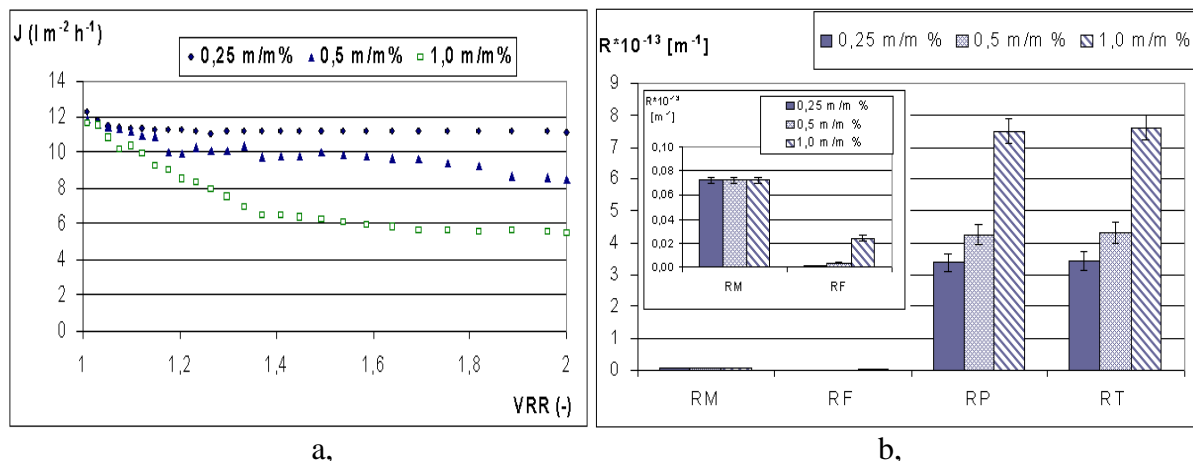 J (l m⁻² h⁻¹)
0,25 m/m% 0,5 m/m% 1,0 m/m%
14
12
10
8
6
4
2
0
1 1,2 1,4 1,6 1,8 2
VRR (-)
a,
0,25 m/m % 0,5 m/m % 1,0 m/m %
R*10⁻¹³ [m⁻¹]
9
8
7
6
5
4
3
2
1
0
RM RF RP RT
R*10⁻¹³
[m⁻¹]
0,25 m/m %
0,5 m/m %
1,0 m/m %
0,10
0,08
0,06
0,04
0,02
0,00
RM RF
b,